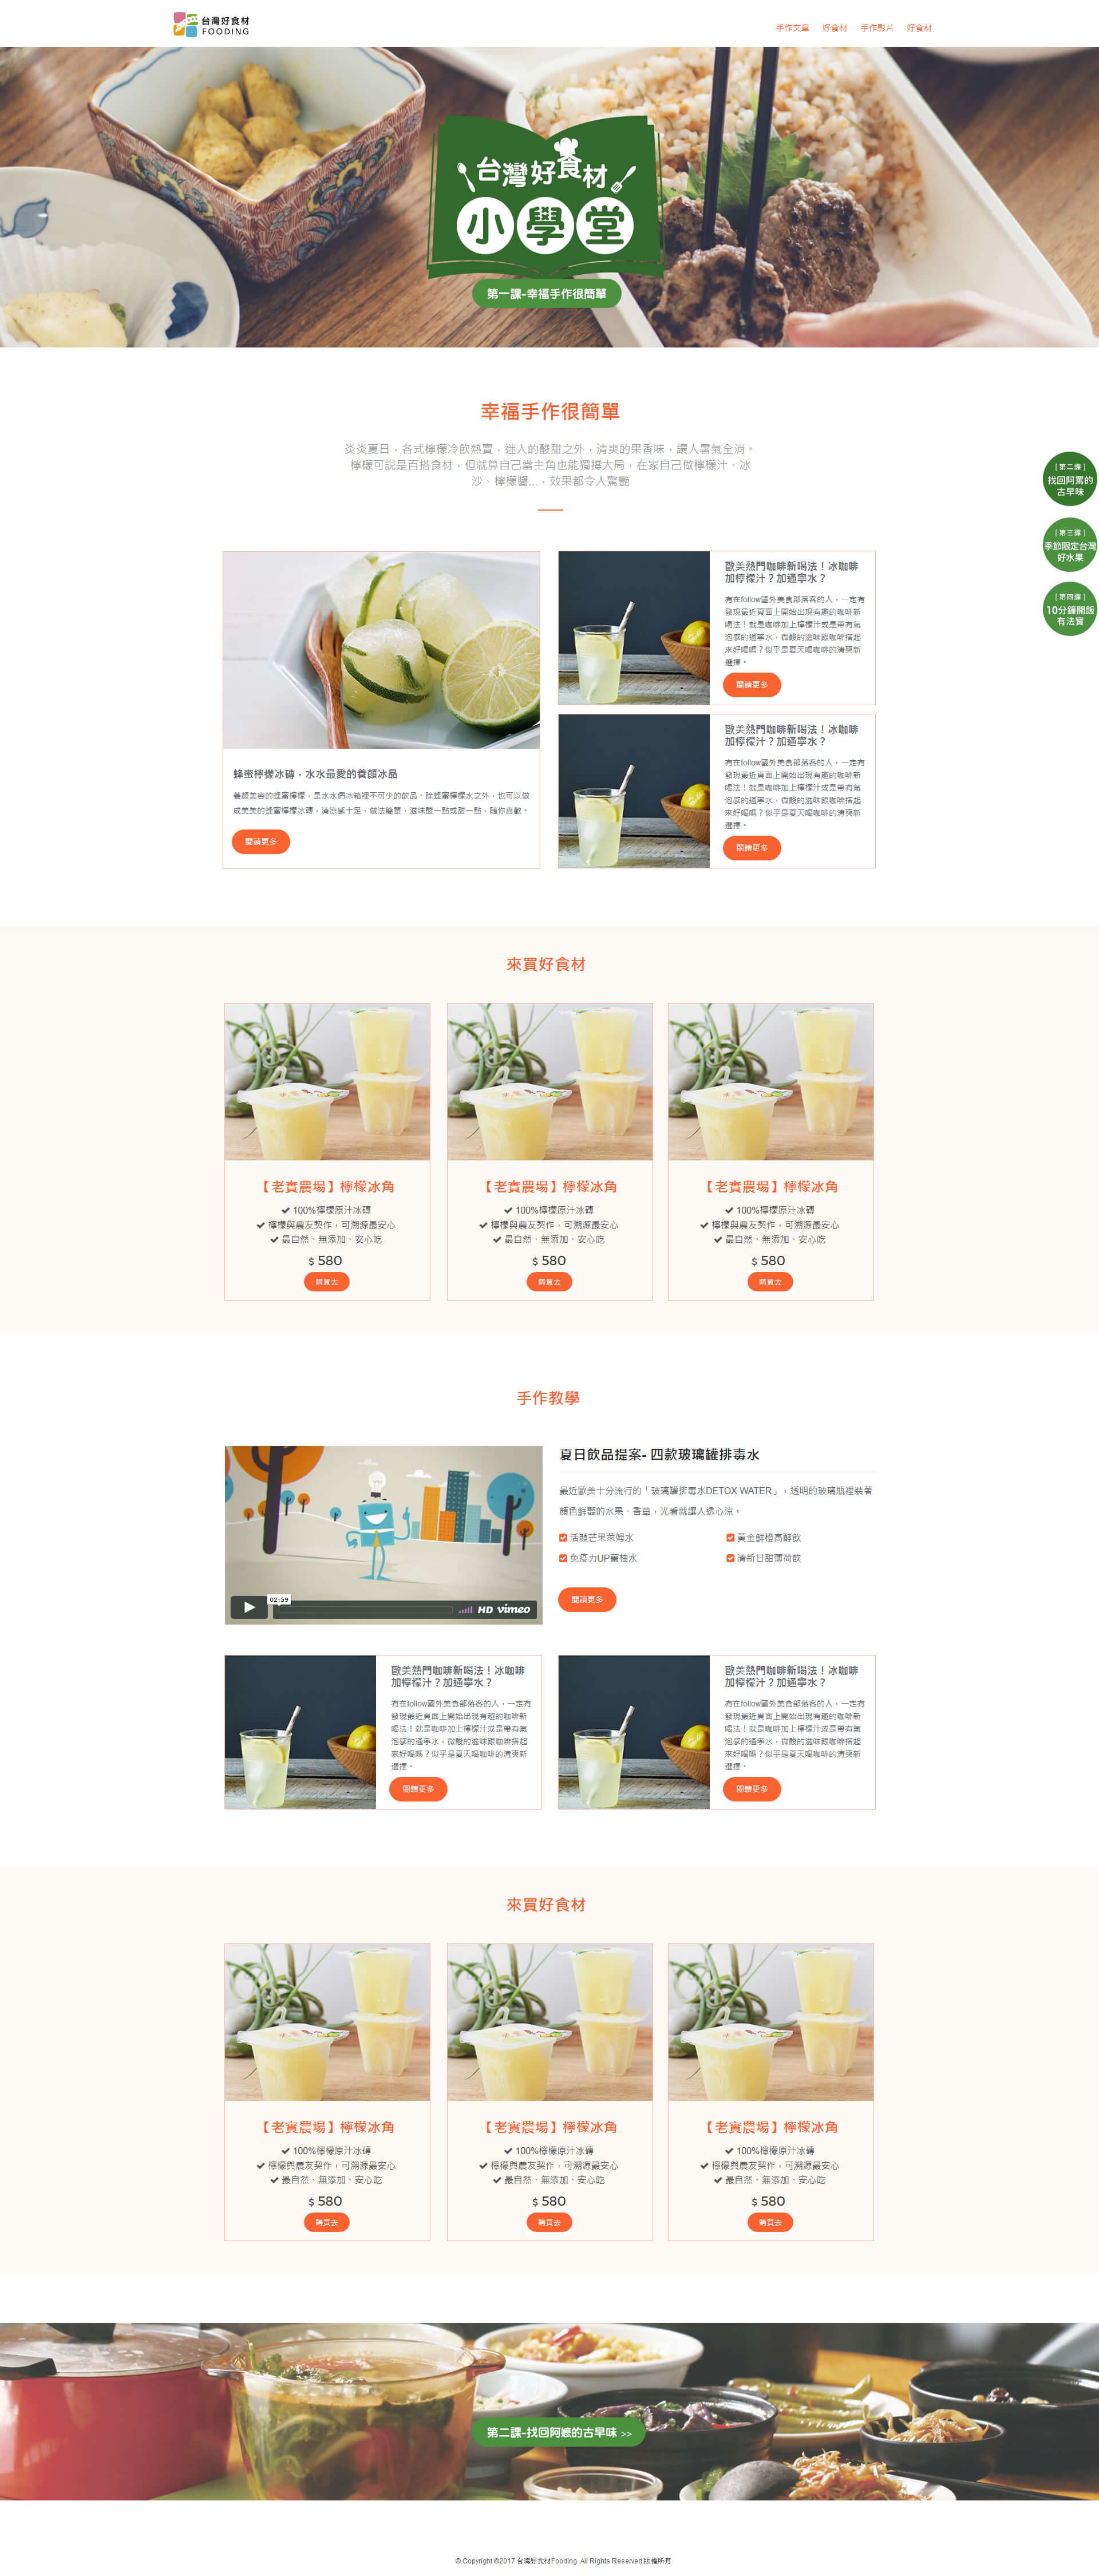 台灣好食材
FOODING
手作文章 好食材 手作影片 好食材
台灣好食材
小學堂
第一課-幸福手作很簡單
幸福手作很簡單
炎炎夏日，各式檸檬冷飲熱賣，迷人的酸甜之外，清爽的果香味，讓人暑氣全消。
檸檬可說是百搭食材，但就算自己當主角也能獨撐大局，在家自己做檸檬汁、冰
沙、檸檬醬...，效果都令人驚艷
[ 第二課 ]
找回阿罵的
古早味
[ 第三課 ]
季節限定台灣
好水果
[ 第四課 ]
10分鐘開飯
有法寶
蜂蜜檸檬冰磚，水水最愛的養顏冰品
養顏美容的蜂蜜檸檬，是水水們冰箱裡不可少的飲品。除蜂蜜檸檬水之外，也可以做
成美美的蜂蜜檸檬冰磚，清涼感十足，做法簡單，滋味酸一點或甜一點，隨你喜歡。
閱讀更多
歐美熱門咖啡新喝法！冰咖啡
加檸檬汁？加通寧水？
有在follow國外美食部落客的人，一定有
發現最近頁面上開始出現有趣的咖啡新
喝法！就是咖啡加上檸檬汁或是帶有氣
泡感的通寧水，微酸的滋味跟咖啡搭起
來好喝嗎？似乎是夏天喝咖啡的清爽新
選擇。
閱讀更多
歐美熱門咖啡新喝法！冰咖啡
加檸檬汁？加通寧水？
有在follow國外美食部落客的人，一定有
發現最近頁面上開始出現有趣的咖啡新
喝法！就是咖啡加上檸檬汁或是帶有氣
泡感的通寧水，微酸的滋味跟咖啡搭起
來好喝嗎？似乎是夏天喝咖啡的清爽新
選擇。
閱讀更多
來買好食材
【老實農場】檸檬冰角
100%檸檬原汁冰磚
檸檬與農友契作，可溯源最安心
最自然、無添加、安心吃
$ 580
購買去
【老實農場】檸檬冰角
100%檸檬原汁冰磚
檸檬與農友契作，可溯源最安心
最自然、無添加、安心吃
$ 580
購買去
【老實農場】檸檬冰角
100%檸檬原汁冰磚
檸檬與農友契作，可溯源最安心
最自然、無添加、安心吃
$ 580
購買去
手作教學
02:59
HD vimeo
夏日飲品提案- 四款玻璃罐排毒水
最近歐美十分流行的「玻璃罐排毒水DETOX WATER」，透明的玻璃瓶裡裝著
顏色鮮豔的水果、香草，光看就讓人透心涼。
活顏芒果萊姆水 黃金鮮橙高酵飲
免疫力UP薑柚水 清新甘甜薄荷飲
閱讀更多
歐美熱門咖啡新喝法！冰咖啡
加檸檬汁？加通寧水？
有在follow國外美食部落客的人，一定有
發現最近頁面上開始出現有趣的咖啡新
喝法！就是咖啡加上檸檬汁或是帶有氣
泡感的通寧水，微酸的滋味跟咖啡搭起
來好喝嗎？似乎是夏天喝咖啡的清爽新
選擇。
閱讀更多
歐美熱門咖啡新喝法！冰咖啡
加檸檬汁？加通寧水？
有在follow國外美食部落客的人，一定有
發現最近頁面上開始出現有趣的咖啡新
喝法！就是咖啡加上檸檬汁或是帶有氣
泡感的通寧水，微酸的滋味跟咖啡搭起
來好喝嗎？似乎是夏天喝咖啡的清爽新
選擇。
閱讀更多
來買好食材
【老實農場】檸檬冰角
100%檸檬原汁冰磚
檸檬與農友契作，可溯源最安心
最自然、無添加、安心吃
$ 580
購買去
【老實農場】檸檬冰角
100%檸檬原汁冰磚
檸檬與農友契作，可溯源最安心
最自然、無添加、安心吃
$ 580
購買去
【老實農場】檸檬冰角
100%檸檬原汁冰磚
檸檬與農友契作，可溯源最安心
最自然、無添加、安心吃
$ 580
購買去
第二課-找回阿嬤的古早味 >>
© Copyright ©2017 台灣好食材Fooding. All Rights Reserved.版權所有